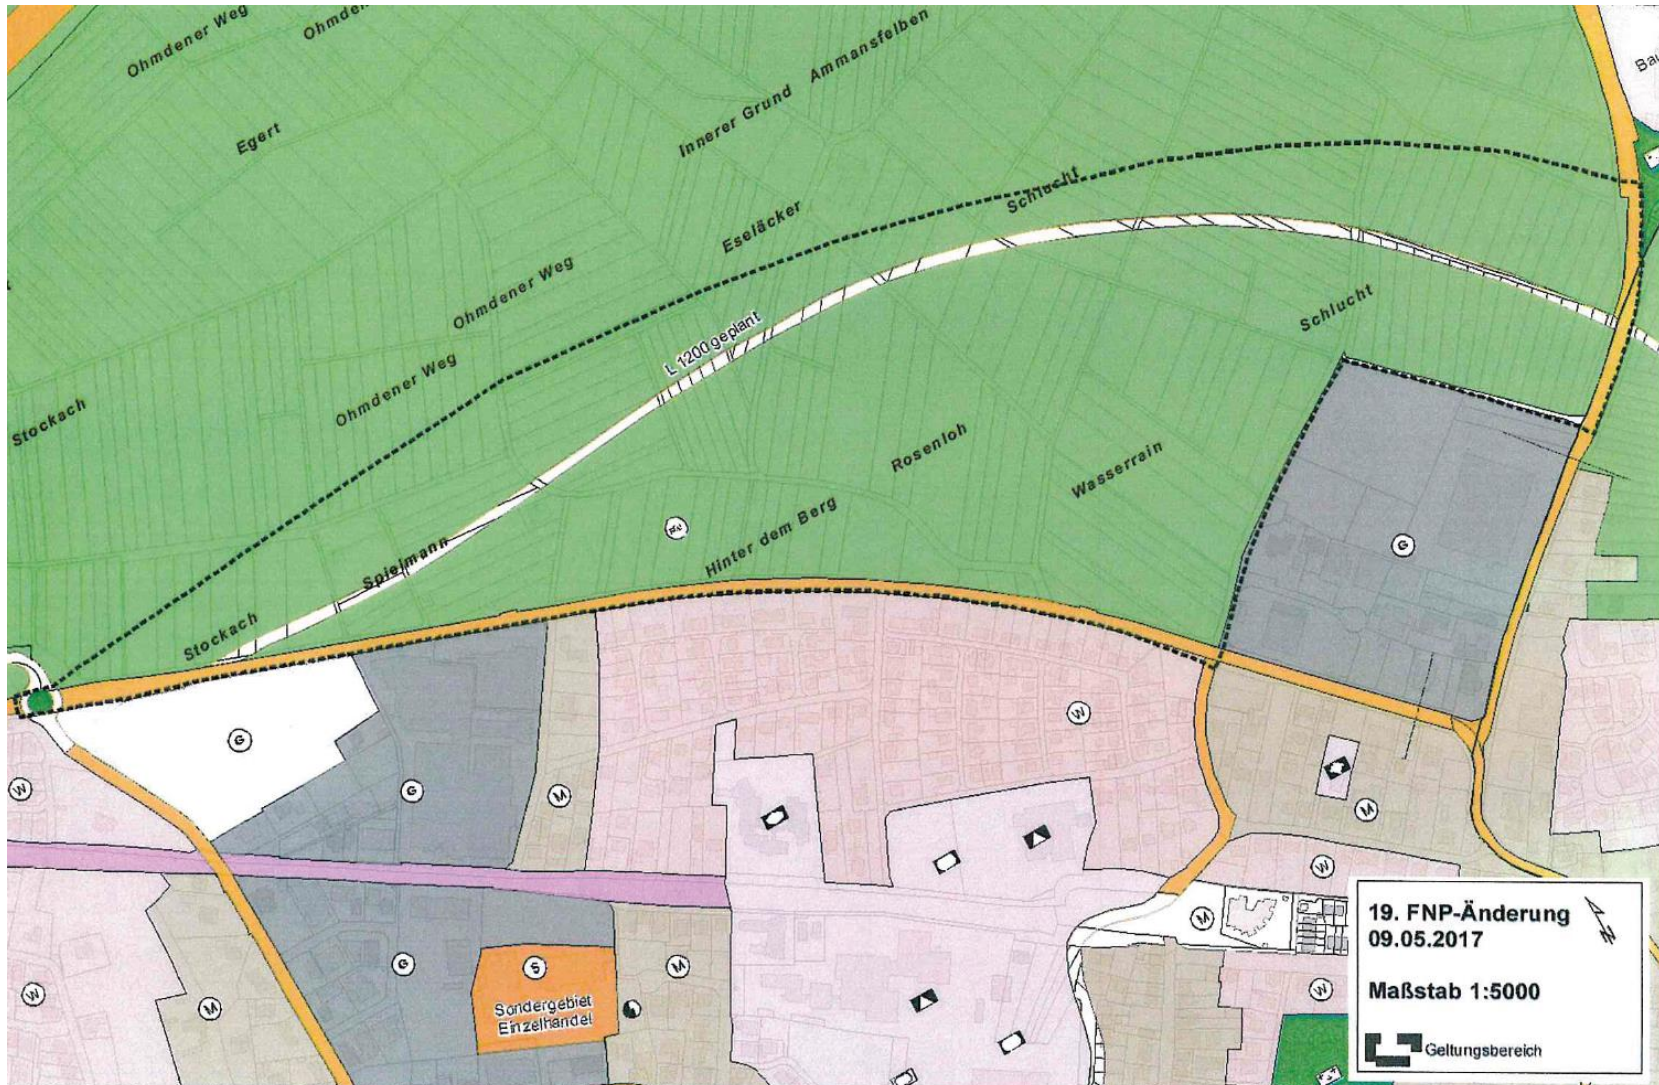 Ohmdener Weg
Ammansfelben
Innerer Grund
Egert
Schlucht
Eseläcker
Ohmdener Weg
L 1200 geplant
Schlucht
Ohmdener Weg
Stockach
Rosenloh
Wasserrain
Hinter dem Berg
Spielmann
Stockach
G
W
G
G
W
G
M
M
W
M
G
S
M
Sondergebiet
Einzelhandel
W
M
W
19. FNP-Änderung
09.05.2017
Maßstab 1:5000
Geltungsbereich
N